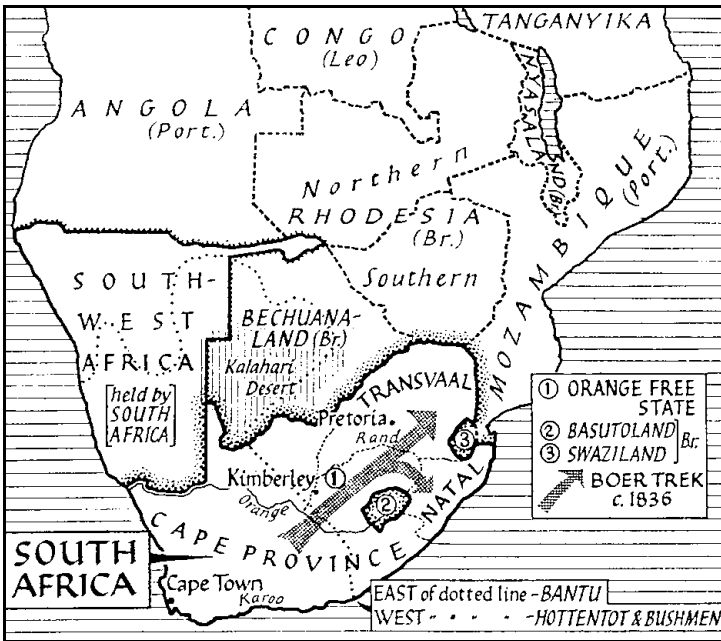 TANGANYIKA
CONGO
(Leo)
NYASALAND (Br.)
ANGOLA
(Port.)
MOZAMBIQUE (Port.)
Northern
RHODESIA
(Br.)
Southern
SOUTH-
WEST
AFRICA
[held by
SOUTH
AFRICA]
BECHUANA-
LAND (Br.)
Kalahari
Desert
TRANSVAAL
Pretoria
Rand
Kimberley
①
②
③
Orange
NATAL
CAPE PROVINCE
SOUTH
AFRICA
Cape Town
Karoo
① ORANGE FREE
STATE
② BASUTOLAND
③ SWAZILAND
] Br.
BOER TREK
c. 1836
EAST of dotted line - BANTU
WEST " " " - HOTTENTOT & BUSHMEN